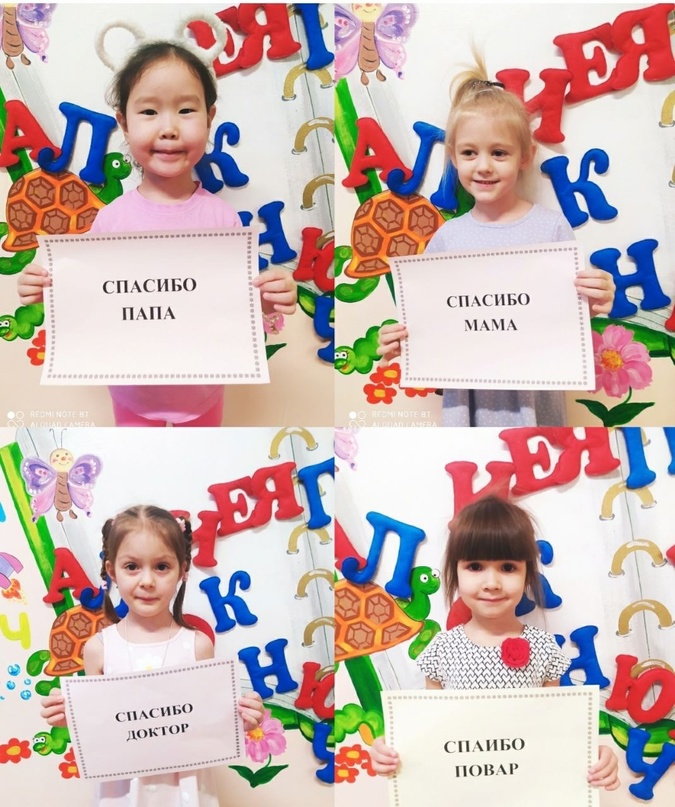 СПАСИБО
ПАПА
СПАСИБО
МАМА
REDMI NOTE 8T
AI QUAD CAMERA
REDMI NOTE 8T
AI QUAD CAMERA
СПАСИБО
ДОКТОР
СПАИБО
ПОВАР